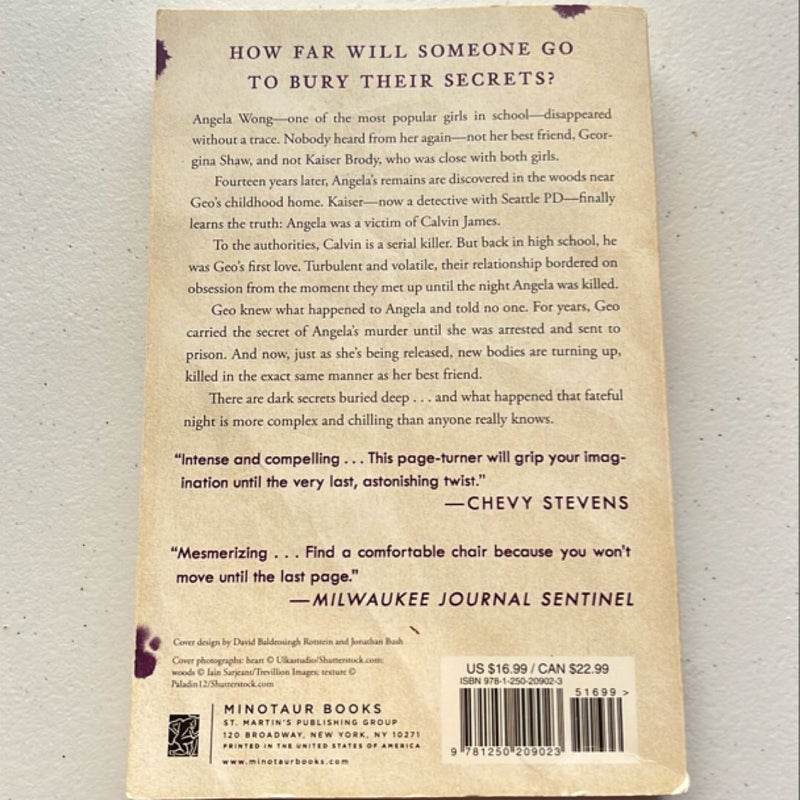 HOW FAR WILL SOMEONE GO
TO BURY THEIR SECRETS?
Angela Wong—one of the most popular girls in school—disappeared
without a trace. Nobody heard from her again—not her best friend, Geor-
gina Shaw, and not Kaiser Brody, who was close with both girls.
Fourteen years later, Angela's remains are discovered in the woods near
Geo's childhood home. Kaiser—now a detective with Seattle PD—finally
learns the truth: Angela was a victim of Calvin James.
To the authorities, Calvin is a serial killer. But back in high school, he
was Geo's first love. Turbulent and volatile, their relationship bordered on
obsession from the moment they met up until the night Angela was killed.
Geo knew what happened to Angela and told no one. For years, Geo
carried the secret of Angela's murder until she was arrested and sent to
prison. And now, just as she's being released, new bodies are turning up,
killed in the exact same manner as her best friend.
There are dark secrets buried deep . . . and what happened that fateful
night is more complex and chilling than anyone really knows.
"Intense and compelling . . . This page-turner will grip your imag-
ination until the very last, astonishing twist."
—CHEVY STEVENS
"Mesmerizing . . . Find a comfortable chair because you won't
move until the last page."
—MILWAUKEE JOURNAL SENTINEL
Cover design by David Baldeosingh Rotstein and Jonathan Bush
Cover photographs: heart © Ulkastudio/Shutterstock.com;
woods © Iain Sarjeant/Trevillion Images; texture ©
Paladin12/Shutterstock.com
MINOTAUR BOOKS
ST. MARTIN'S PUBLISHING GROUP
120 BROADWAY, NEW YORK, NY 10271
PRINTED IN THE UNITED STATES OF AMERICA
www.minotaurbooks.com
US $16.99 / CAN $22.99
ISBN 978-1-250-20902-3
51699 >
9 781250 209023